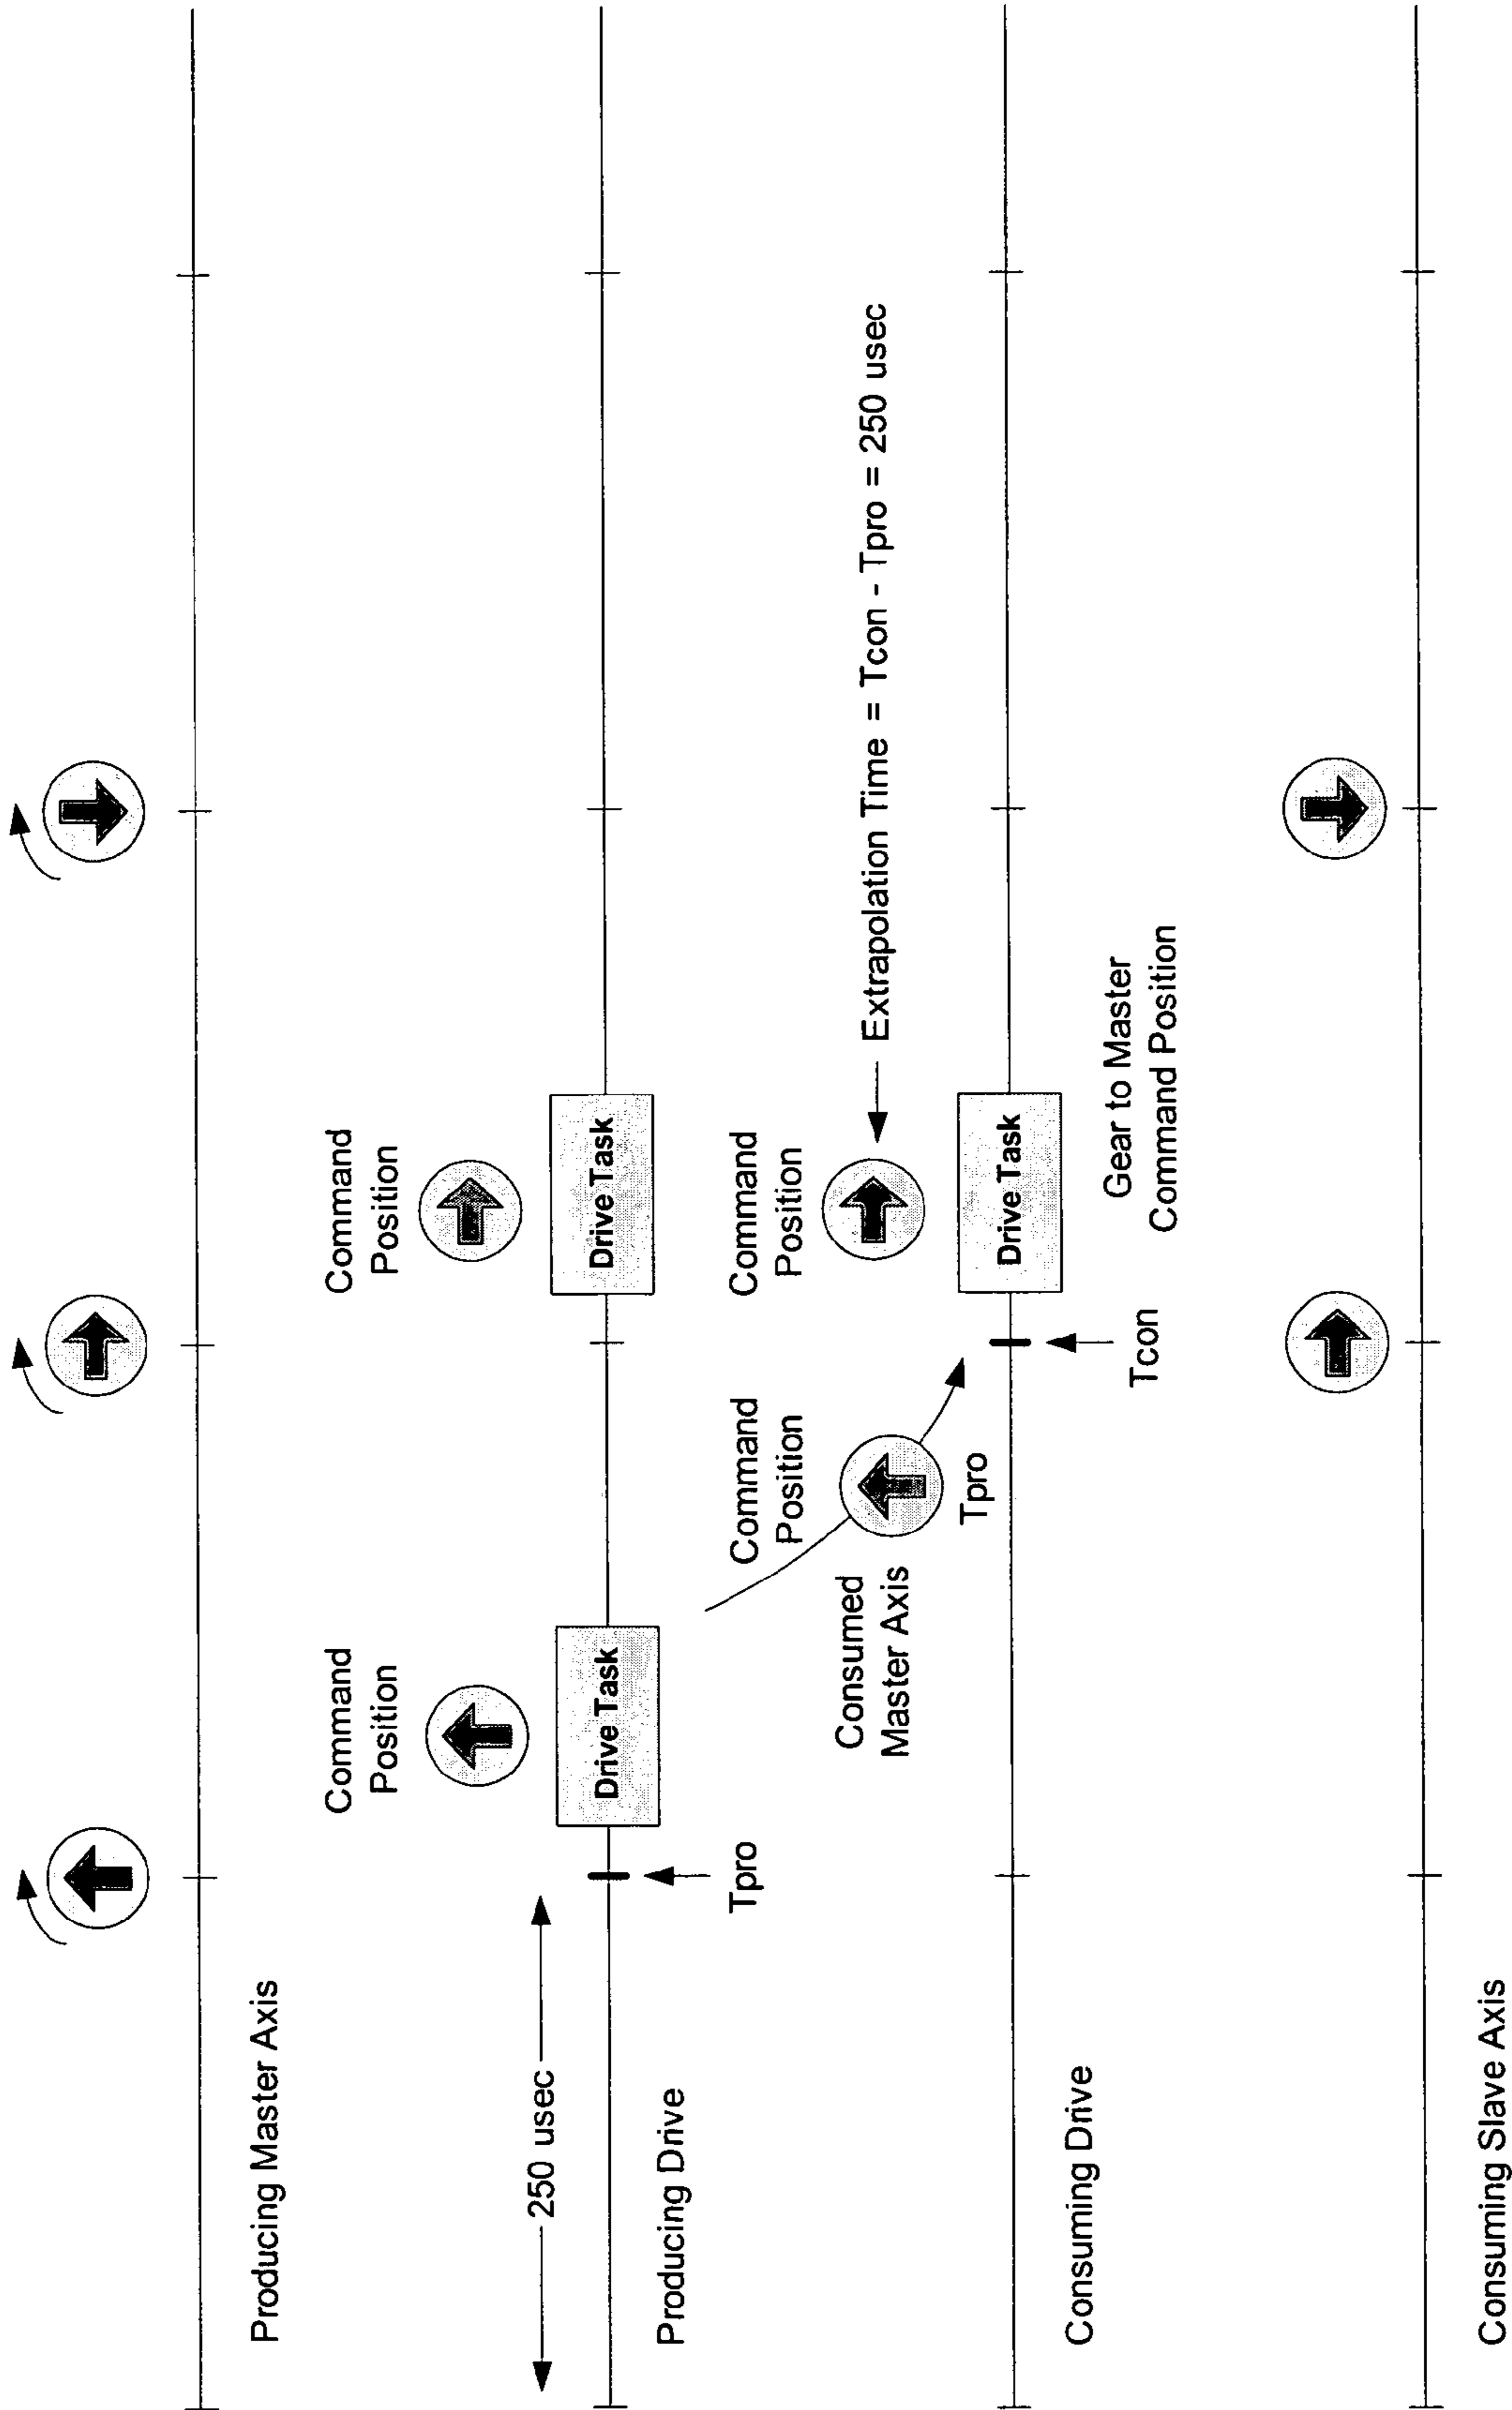 Producing Master Axis
Command
Position
Command
Position
250 usec
Drive Task
Drive Task
Producing Drive
Tpro
Command
Position
Command
Position
Consumed
Master Axis
Extrapolation Time = Tcon - Tpro = 250 usec
Tpro
Drive Task
Consuming Drive
Tcon
Gear to Master
Command Position
Consuming Slave Axis